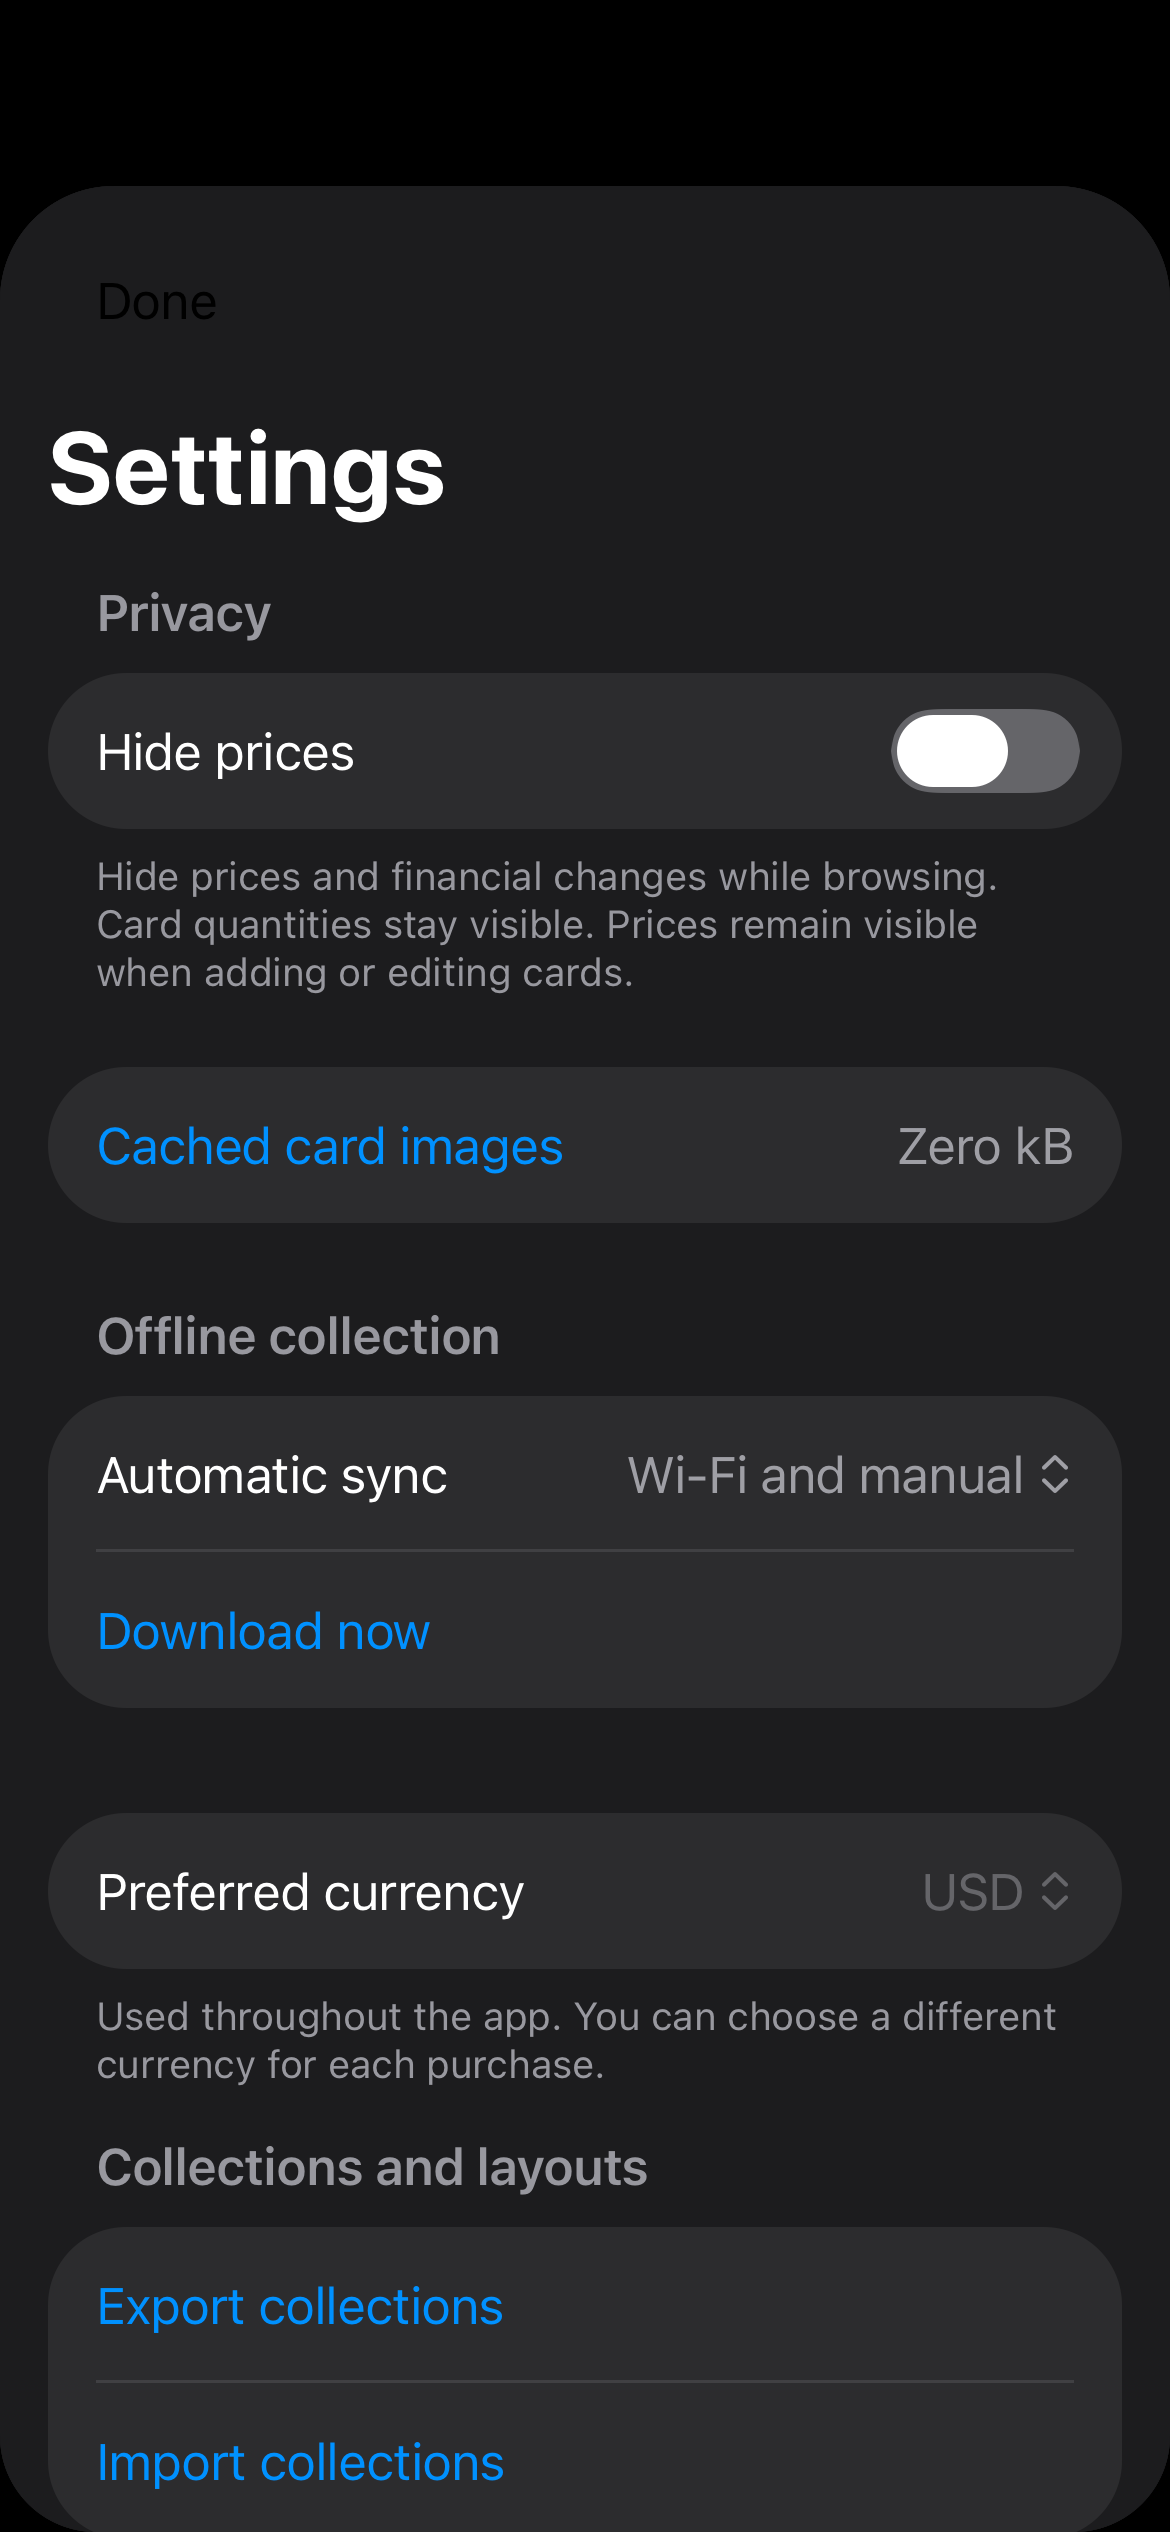 Done
Settings
Privacy
Hide prices
Hide prices and financial changes while browsing.
Card quantities stay visible. Prices remain visible
when adding or editing cards.
Cached card images Zero kB
Offline collection
Automatic sync Wi-Fi and manual
Download now
Preferred currency USD
Used throughout the app. You can choose a different
currency for each purchase.
Collections and layouts
Export collections
Import collections